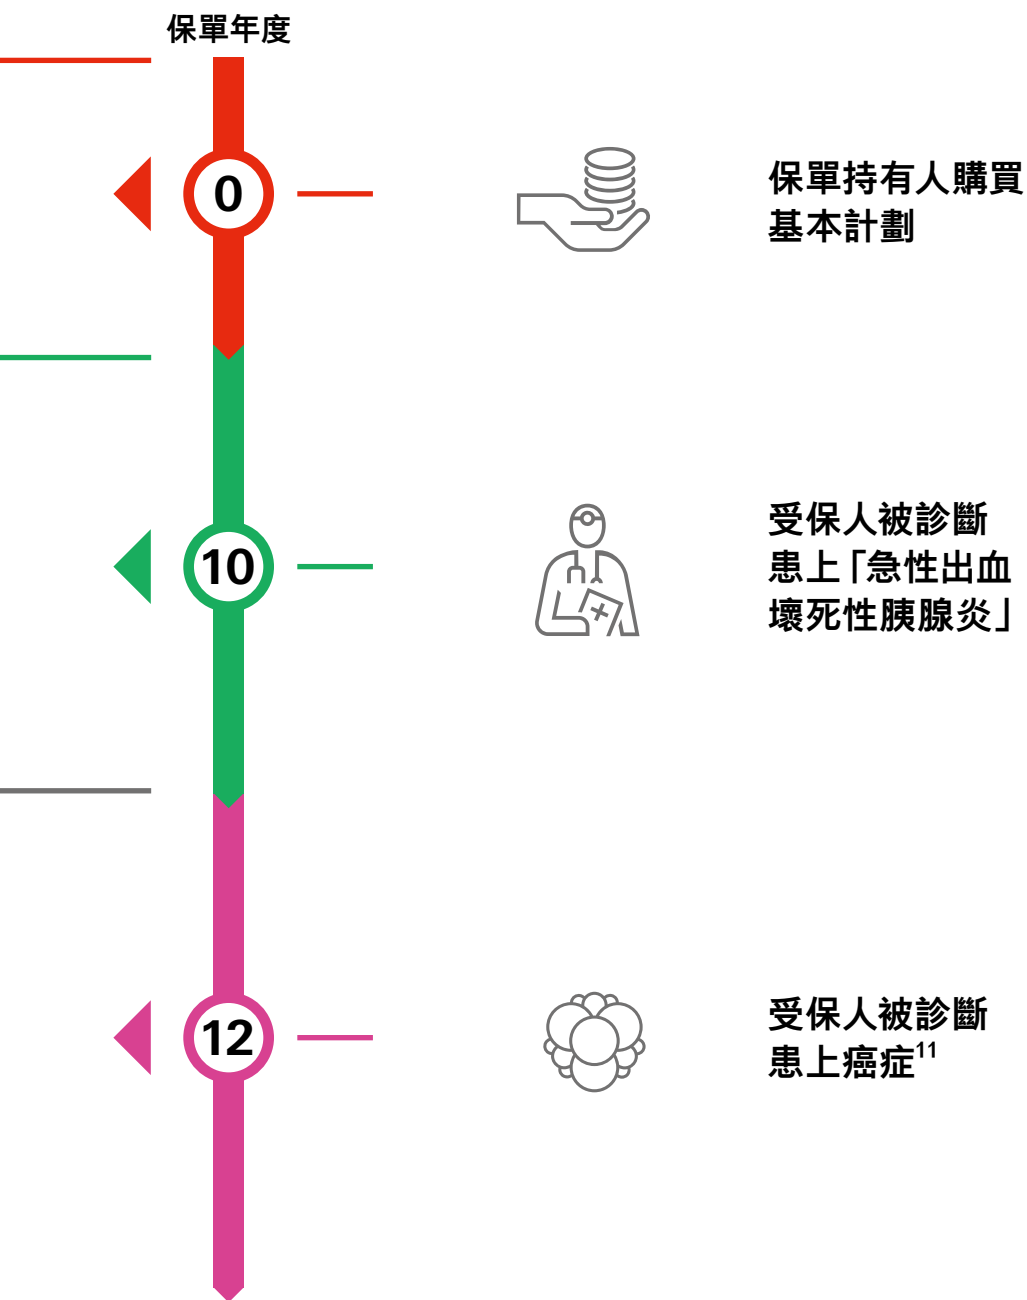 保單年度
0
保單持有人購買
基本計劃
10
受保人被診斷
患上「急性出血
壞死性胰腺炎」
12
受保人被診斷
患上癌症11